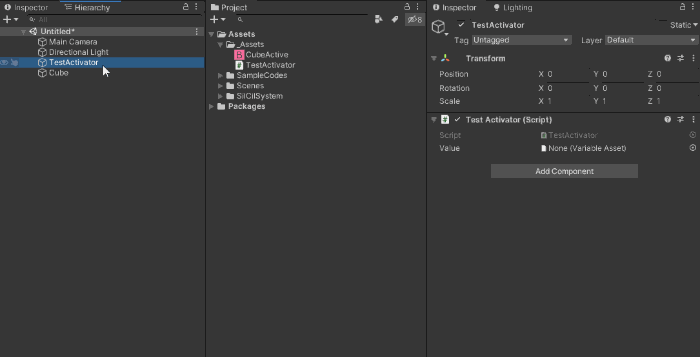 Inspector
Hierarchy
All
Untitled*
Main Camera
Directional Light
TestActivator
Cube
Project
8
Assets
_Assets
CubeActive
TestActivator
SampleCodes
Scenes
SilCilSystem
Packages
Inspector
Lighting
TestActivator
Static
Tag Untagged
Layer Default
Transform
Position X 0 Y 0 Z 0
Rotation X 0 Y 0 Z 0
Scale X 1 Y 1 Z 1
# Test Activator (Script)
Script TestActivator
Value None (Variable Asset)
Add Component